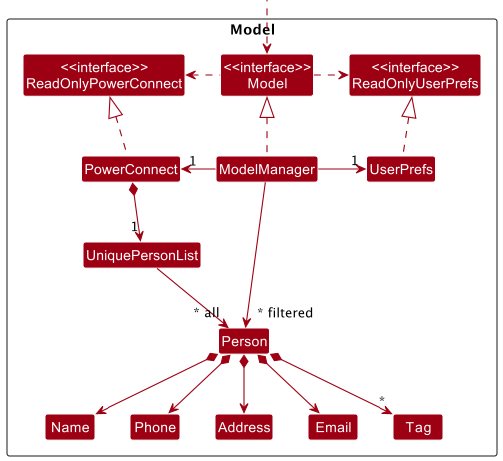 Model
<<interface>>
ReadOnlyPowerConnect
<<interface>>
Model
<<interface>>
ReadOnlyUserPrefs
PowerConnect
1
ModelManager
1
UserPrefs
1
UniquePersonList
* all
* filtered
Person
*
Name
Phone
Address
Email
Tag